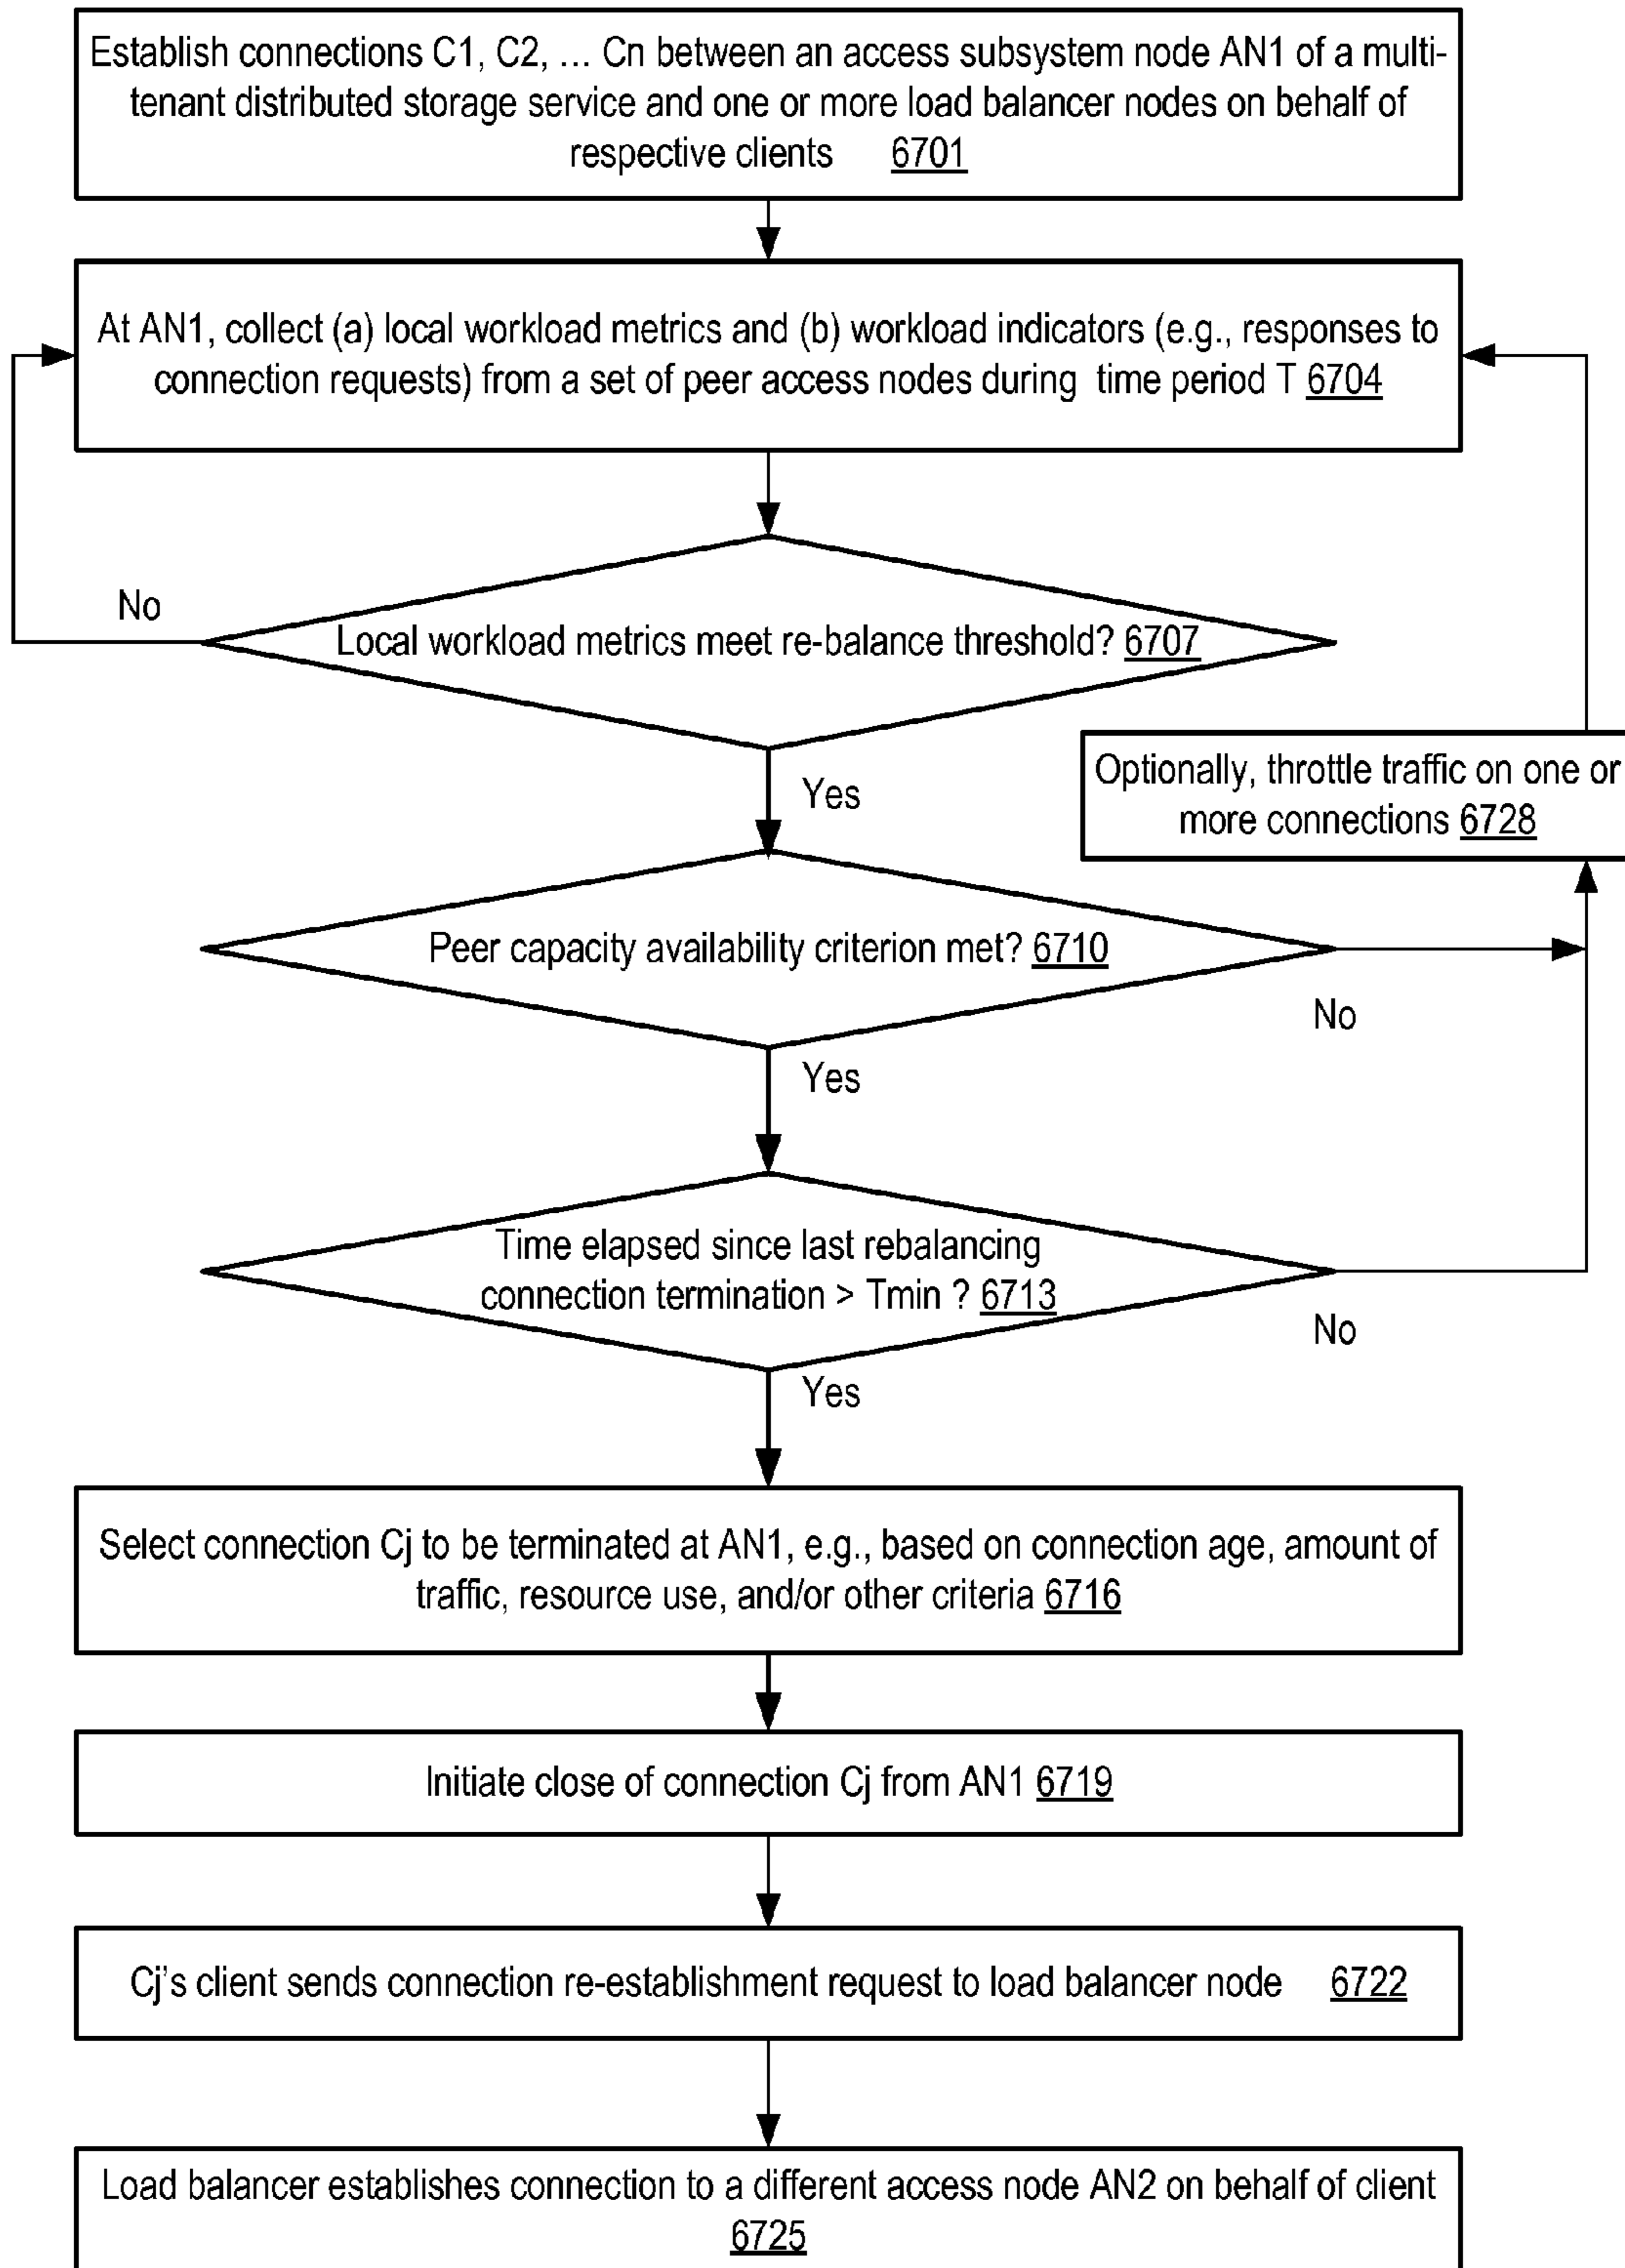 Establish connections C1, C2, ... Cn between an access subsystem node AN1 of a multi-
tenant distributed storage service and one or more load balancer nodes on behalf of
respective clients 6701
At AN1, collect (a) local workload metrics and (b) workload indicators (e.g., responses to
connection requests) from a set of peer access nodes during time period T 6704
No
Local workload metrics meet re-balance threshold? 6707
Yes
Optionally, throttle traffic on one or
more connections 6728
Peer capacity availability criterion met? 6710
No
Yes
Time elapsed since last rebalancing
connection termination > Tmin ? 6713
No
Yes
Select connection Cj to be terminated at AN1, e.g., based on connection age, amount of
traffic, resource use, and/or other criteria 6716
Initiate close of connection Cj from AN1 6719
Cj's client sends connection re-establishment request to load balancer node 6722
Load balancer establishes connection to a different access node AN2 on behalf of client
6725